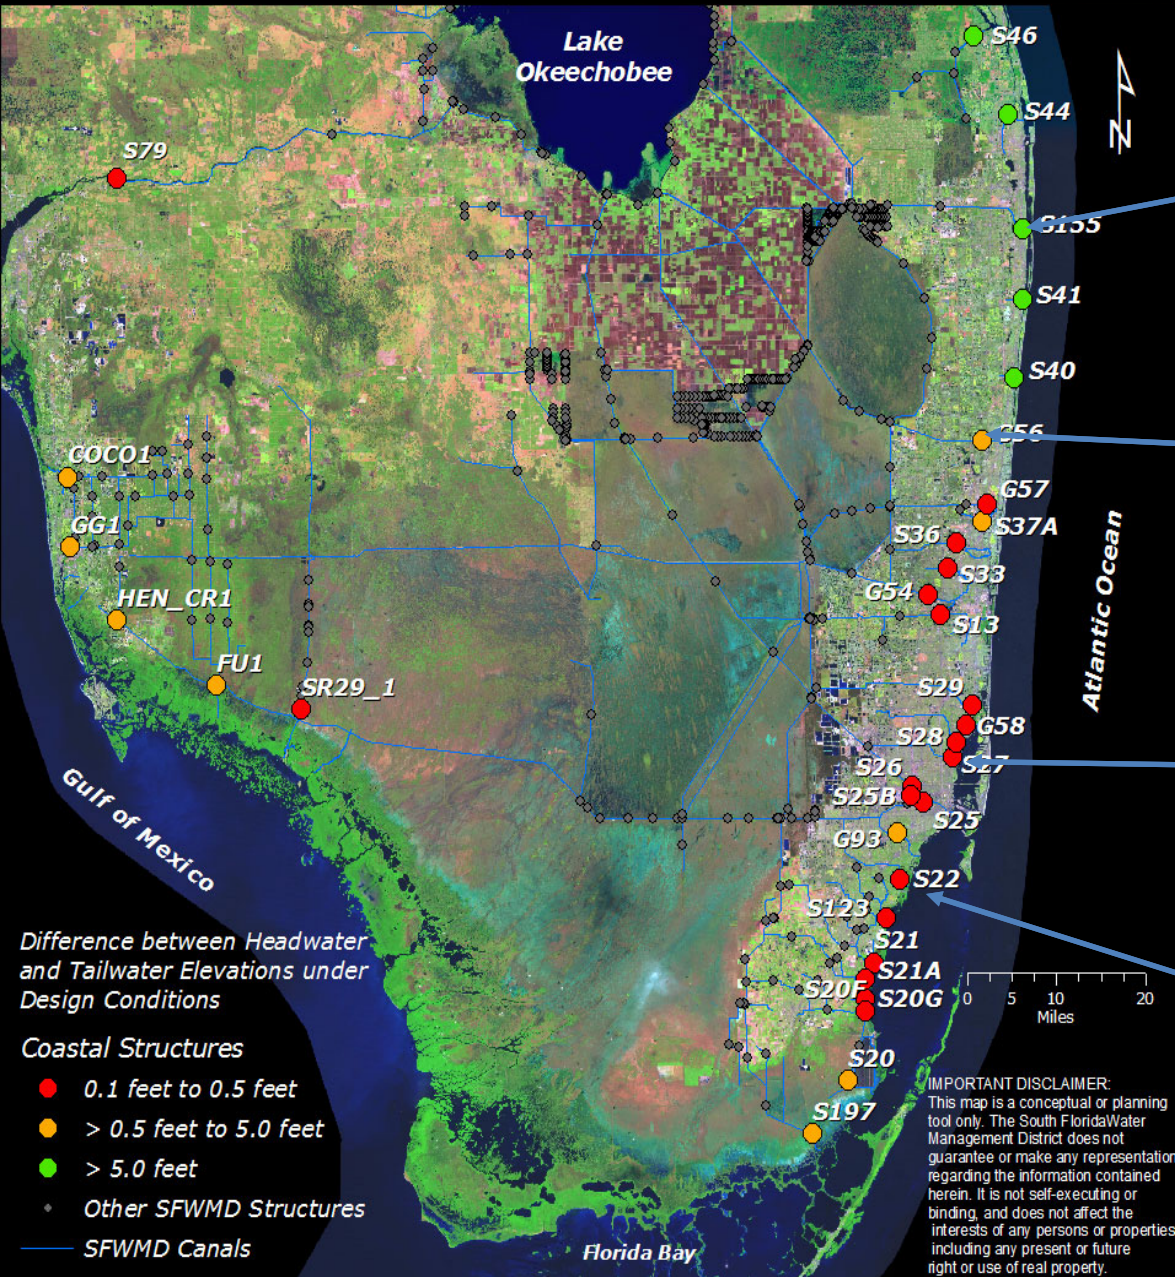 Lake
Okeechobee
S46
N
S44
S79
S155
S41
S40
COCO1
G56
G57
S37A
GG1
S36
S33
G54
S13
HEN_CR1
FU1
SR29_1
S29
G58
S28
S27
S26
S25B
S25
G93
S22
S123
S21
S21A
S20F
S20G
S20
S197
Atlantic Ocean
Gulf of Mexico
Florida Bay
0 5 10 20
Miles
Difference between Headwater
and Tailwater Elevations under
Design Conditions
Coastal Structures
0.1 feet to 0.5 feet
> 0.5 feet to 5.0 feet
> 5.0 feet
Other SFWMD Structures
SFWMD Canals
IMPORTANT DISCLAIMER:
This map is a conceptual or planning
tool only. The South FloridaWater
Management District does not
guarantee or make any representation
regarding the information contained
herein. It is not self-executing or
binding, and does not affect the
interests of any persons or properties,
including any present or future
right or use of real property.